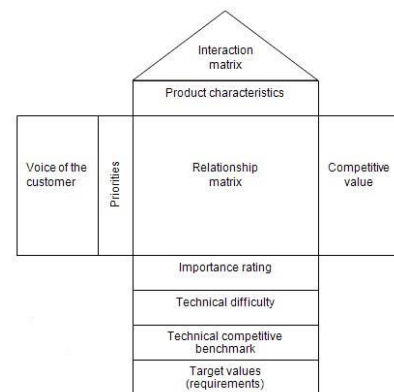 Interaction
matrix
Product characteristics
Voice of the
customer
Priorities
Relationship
matrix
Competitive
value
Importance rating
Technical difficulty
Technical competitive
benchmark
Target values
(requirements)